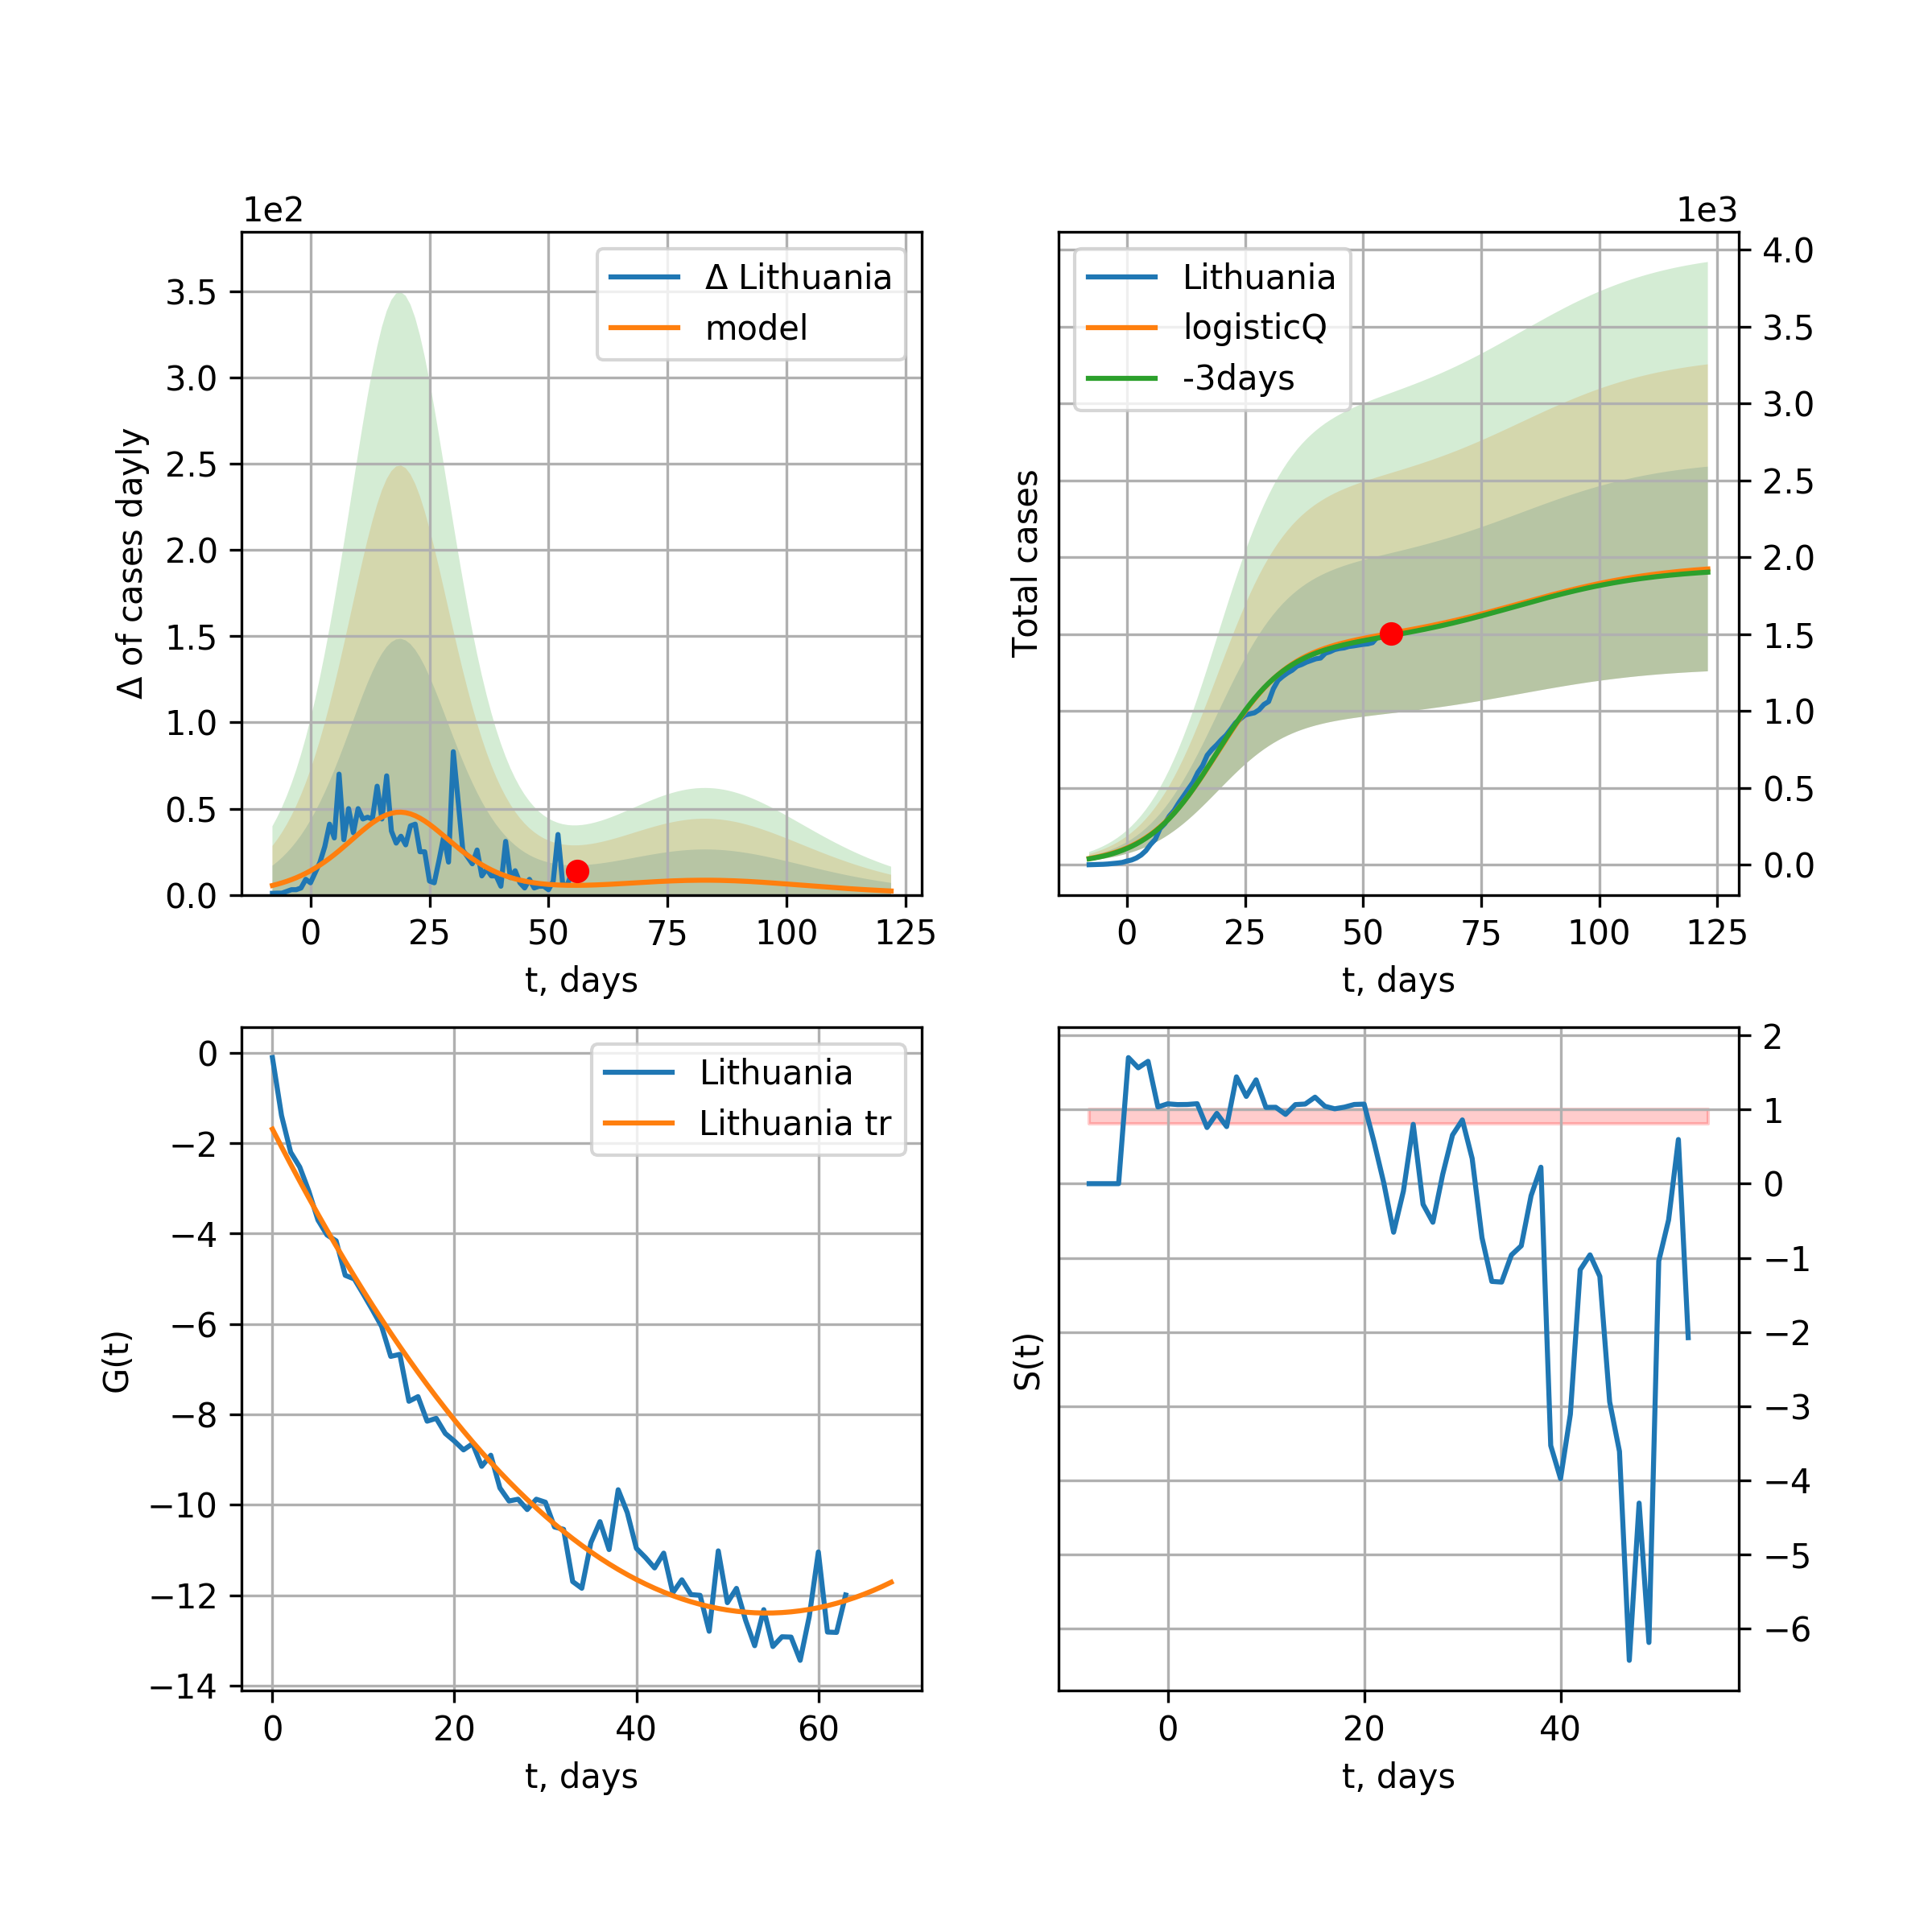 1e2
Δ of cases dayly
3.5
3.0
2.5
2.0
1.5
1.0
0.5
0.0
0 25 50 75 100 125
t, days
Δ Lithuania
model
1e3
Total cases
4.0
3.5
3.0
2.5
2.0
1.5
1.0
0.5
0.0
0 25 50 75 100 125
t, days
Lithuania
logisticQ
-3days
G(t)
0
−2
−4
−6
−8
−10
−12
−14
0 20 40 60
t, days
Lithuania
Lithuania tr
S(t)
2
1
0
−1
−2
−3
−4
−5
−6
0 20 40
t, days